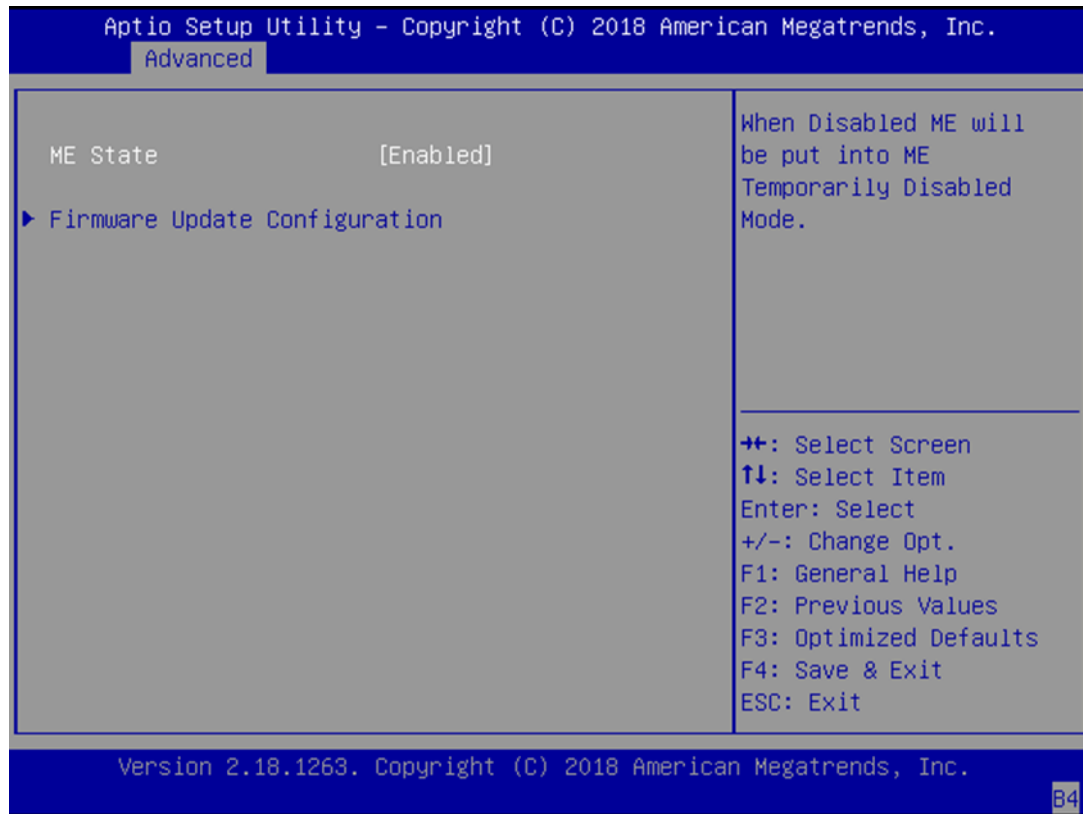 Aptio Setup Utility – Copyright (C) 2018 American Megatrends, Inc.
Advanced
ME State [Enabled]
▶ Firmware Update Configuration
When Disabled ME will
be put into ME
Temporarily Disabled
Mode.
→←: Select Screen
↑↓: Select Item
Enter: Select
+/-: Change Opt.
F1: General Help
F2: Previous Values
F3: Optimized Defaults
F4: Save & Exit
ESC: Exit
Version 2.18.1263. Copyright (C) 2018 American Megatrends, Inc.
B4